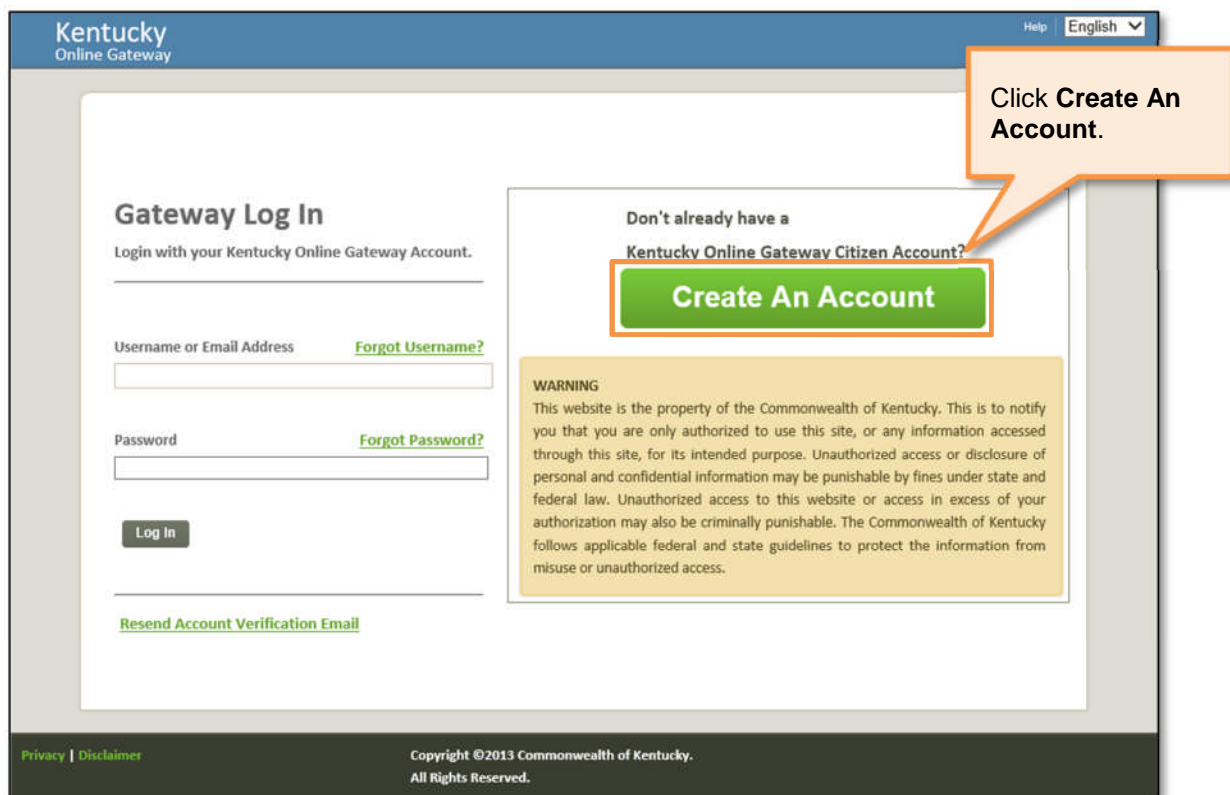 Kentucky
Online Gateway
Help
English
Click Create An
Account.
Gateway Log In
Login with your Kentucky Online Gateway Account.
Username or Email Address
Forgot Username?
Password
Forgot Password?
Log In
Resend Account Verification Email
Don't already have a
Kentucky Online Gateway Citizen Account?
Create An Account
WARNING
This website is the property of the Commonwealth of Kentucky. This is to notify
you that you are only authorized to use this site, or any information accessed
through this site, for its intended purpose. Unauthorized access or disclosure of
personal and confidential information may be punishable by fines under state and
federal law. Unauthorized access to this website or access in excess of your
authorization may also be criminally punishable. The Commonwealth of Kentucky
follows applicable federal and state guidelines to protect the information from
misuse or unauthorized access.
Privacy | Disclaimer
Copyright ©2013 Commonwealth of Kentucky.
All Rights Reserved.